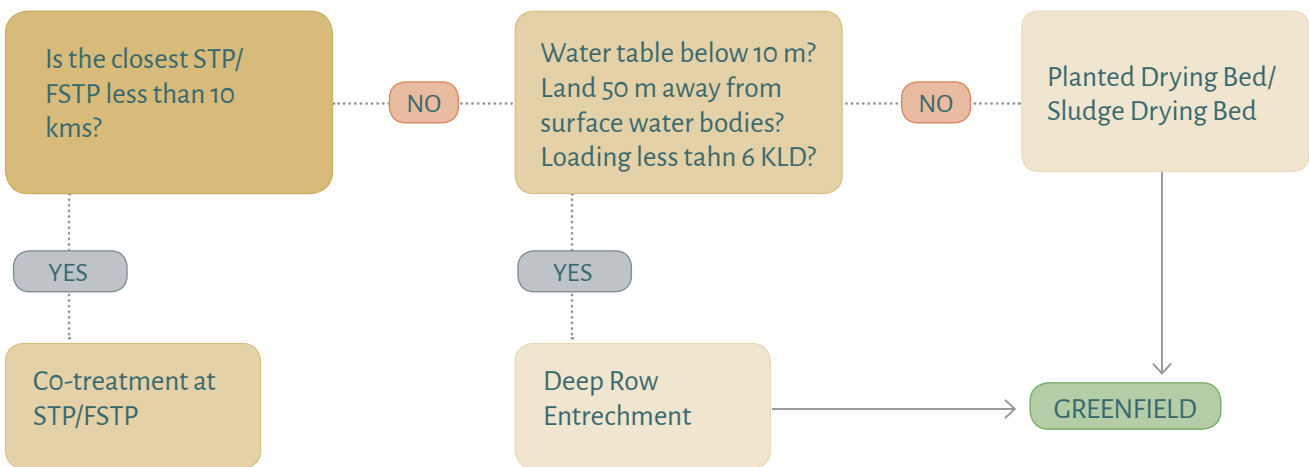 Is the closest STP/
FSTP less than 10
kms?
NO
Water table below 10 m?
Land 50 m away from
surface water bodies?
Loading less tahn 6 KLD?
NO
Planted Drying Bed/
Sludge Drying Bed
YES
YES
Co-treatment at
STP/FSTP
Deep Row
Entrechment
GREENFIELD